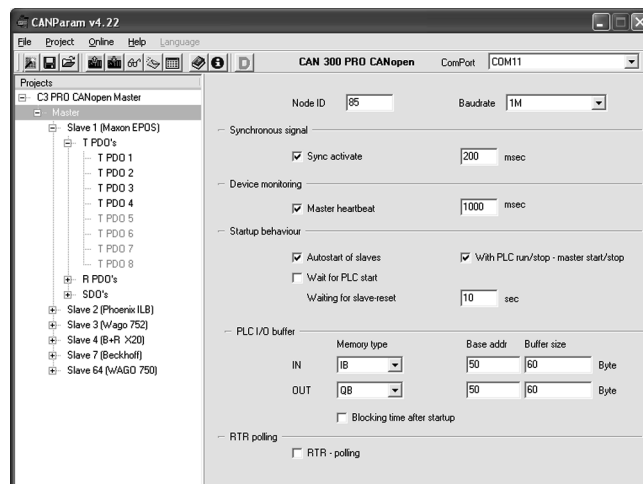 CANParam v4.22
File Project Online Help Language
D CAN 300 PRO CANopen ComPort COM11
Projects
C3 PRO CANopen Master
Master
Slave 1 (Maxon EPOS)
T PDO's
T PDO 1
T PDO 2
T PDO 3
T PDO 4
T PDO 5
T PDO 6
T PDO 7
T PDO 8
R PDO's
SDO's
Slave 2 (Phoenix ILB)
Slave 3 (Wago 752)
Slave 4 (B+R X20)
Slave 7 (Beckhoff)
Slave 64 (WAGO 750)
Node ID 85 Baudrate 1M
Synchronous signal
Sync activate 200 msec
Device monitoring
Master heartbeat 1000 msec
Startup behaviour
Autostart of slaves With PLC run/stop - master start/stop
Wait for PLC start
Waiting for slave-reset 10 sec
PLC I/O buffer
Memory type Base addr Buffer size
IN IB 50 60 Byte
OUT QB 50 60 Byte
Blocking time after startup
RTR polling
RTR - polling